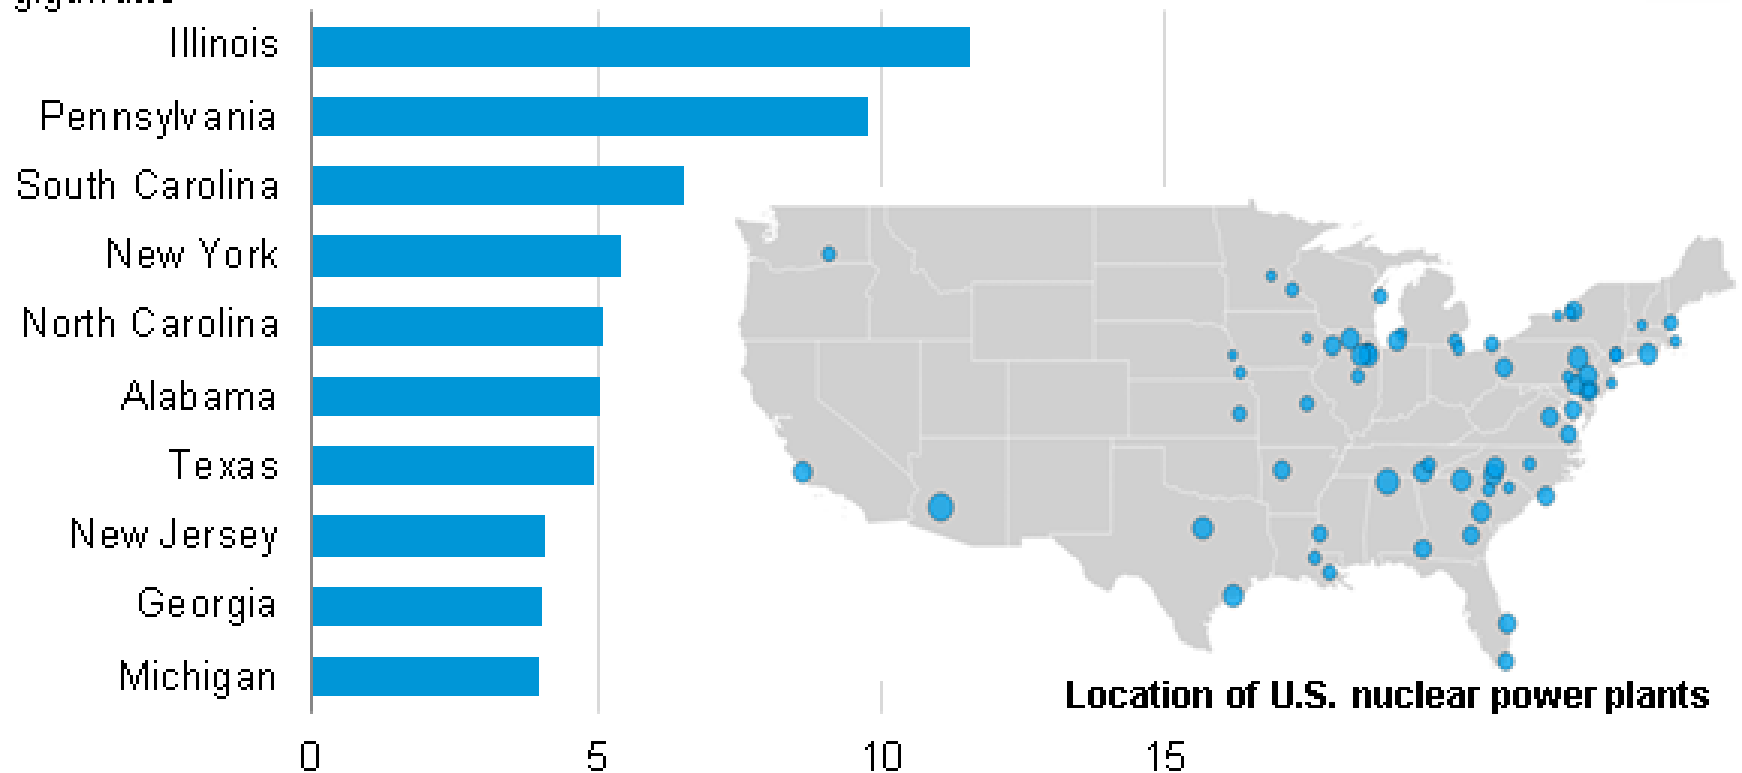 Illinois
Pennsylvania
South Carolina
New York
North Carolina
Alabama
Texas
New Jersey
Georgia
Michigan
Location of U.S. nuclear power plants
0 5 10 15